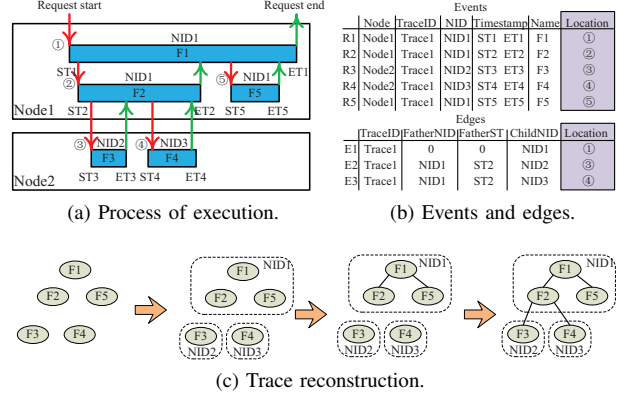 Request start
Request end
① NID1
F1
ST1 NID1 ⑤ NID1 ET1
② F2 F5
Node1 ST2 ET2 ST5 ET5
③ NID2 ④ NID3
F3 F4
Node2 ST3 ET3 ST4 ET4
(a) Process of execution.
Events
Node TraceID NID Timestamp Name Location
R1 Node1 Trace1 NID1 ST1 ET1 F1 ①
R2 Node1 Trace1 NID1 ST2 ET2 F2 ②
R3 Node2 Trace1 NID2 ST3 ET3 F3 ③
R4 Node2 Trace1 NID3 ST4 ET4 F4 ④
R5 Node1 Trace1 NID1 ST5 ET5 F5 ⑤
Edges
TraceID FatherNID FatherST ChildNID Location
E1 Trace1 0 0 NID1 ①
E2 Trace1 NID1 ST2 NID2 ③
E3 Trace1 NID1 ST2 NID3 ④
(b) Events and edges.
F1
F2 F5
F3 F4
F1 NID1
F2 F5
F3 F4
NID2 NID3
F1 NID1
F2 F5
F3 F4
NID2 NID3
F1 NID1
F2 F5
F3 F4
NID2 NID3
(c) Trace reconstruction.